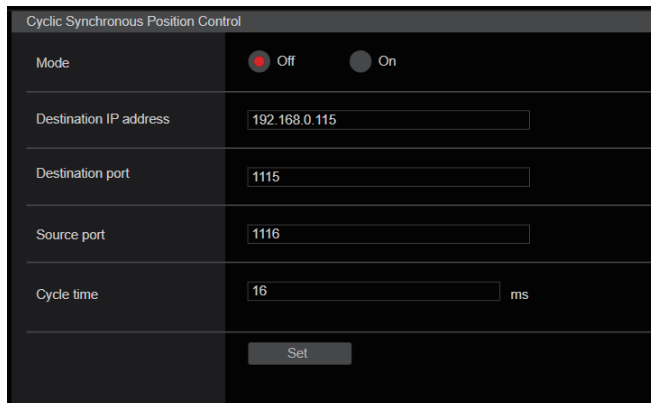 Cyclic Synchronous Position Control
Mode Off On
Destination IP address 192.168.0.115
Destination port 1115
Source port 1116
Cycle time 16 ms
Set